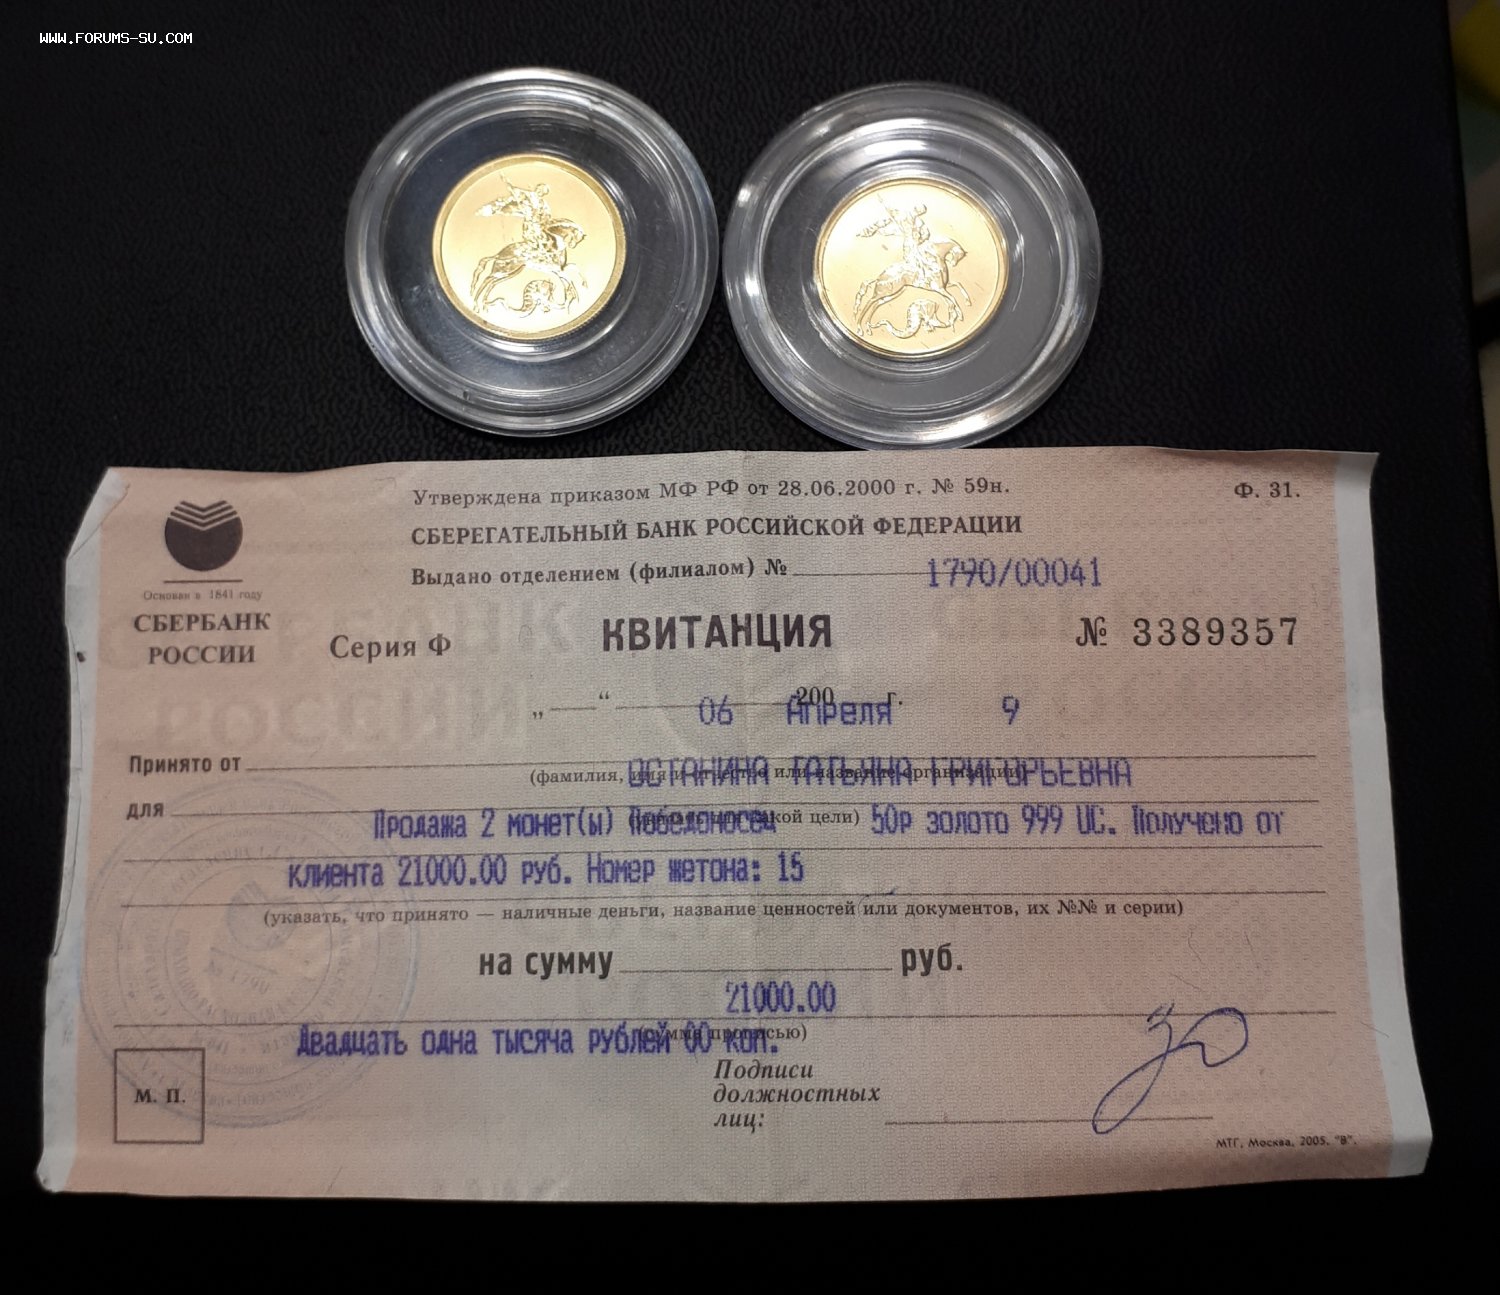 WWW.FORUMS-SU.COM
Утверждена приказом МФ РФ от 28.06.2000 г. № 59н.
Ф. 31.
СБЕРЕГАТЕЛЬНЫЙ БАНК РОССИЙСКОЙ ФЕДЕРАЦИИ
Выдано отделением (филиалом) № 1790/00041
Основан в 1841 году
СБЕРБАНК
РОССИИ
Серия Ф
КВИТАНЦИЯ
№ 3389357
„ “ 200 г.
06 Апреля 9
Принято от
(фамилия, имя и отчество или название организации)
ОСТАНИНА ТАТЬЯНА ГРИГОРЬЕВНА
для
Продажа 2 монет(ы) Победоносец 50р золото 999 UC. Получено от
клиента 21000.00 руб. Номер жетона: 15
(указать, что принято — наличные деньги, название ценностей или документов, их №№ и серии)
на сумму руб.
21000.00
Двадцать одна тысяча рублей 00 коп.
(сумма прописью)
Подписи
должностных
лиц:
М. П.
МТГ, Москва, 2005, "В".